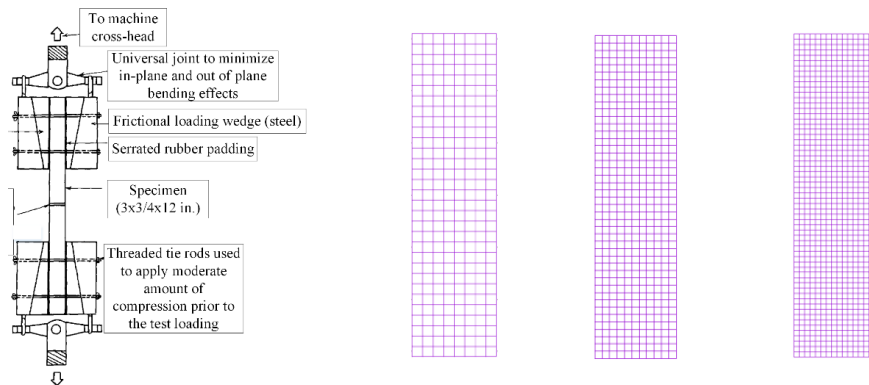 To machine
cross-head
Universal joint to minimize
in-plane and out of plane
bending effects
Frictional loading wedge (steel)
Serrated rubber padding
Specimen
(3x3/4x12 in.)
Threaded tie rods used
to apply moderate
amount of
compression prior to
the test loading